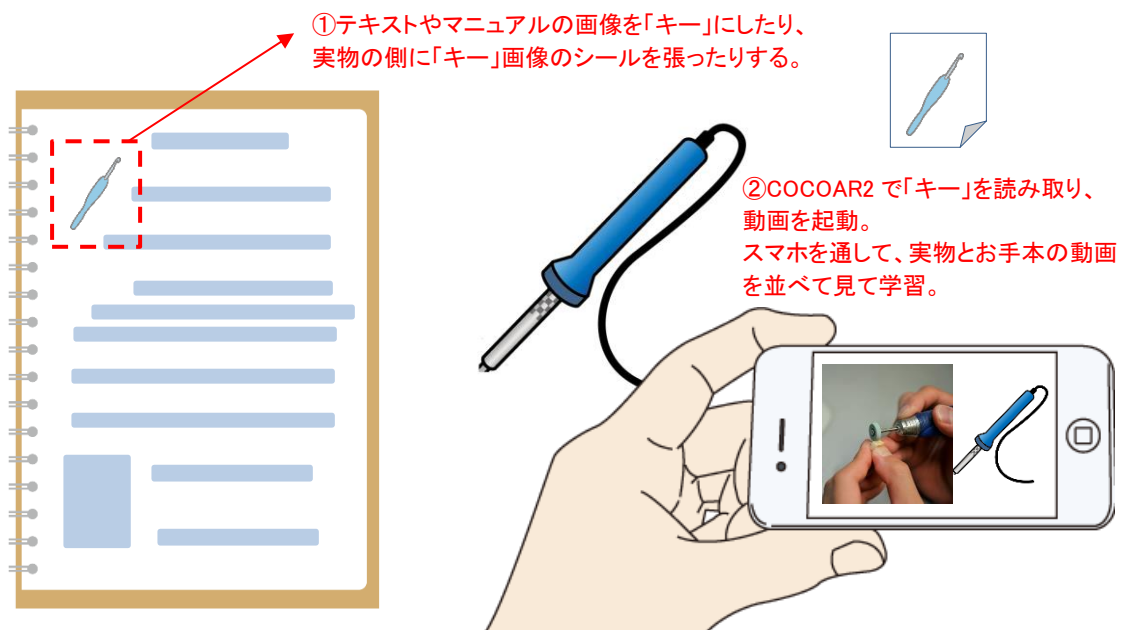 ①テキストやマニュアルの画像を「キー」にしたり、
実物の側に「キー」画像のシールを張ったりする。
②COCOAR2 で「キー」を読み取り、
動画を起動。
スマホを通して、実物とお手本の動画
を並べて見て学習。